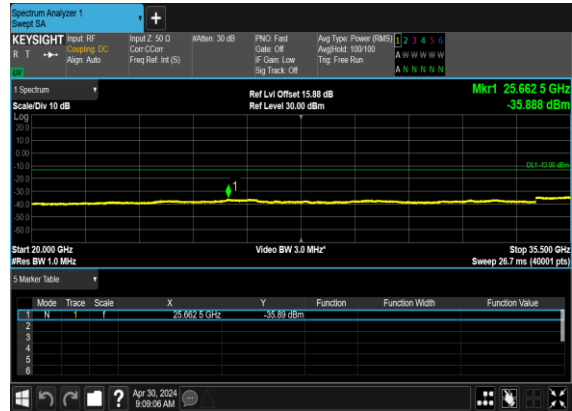 Spectrum Analyzer 1
Swept SA
+
KEYSIGHT Input: RF Input Z: 50 Ω #Atten: 30 dB PNO: Fast Avg Type: Power (RMS) 1 2 3 4 5 6
R T Coupling: DC Corr CCorr Gate: Off Avg|Hold: 100/100 A W W W W W
Align: Auto Freq Ref: Int (S) IF Gain: Low Trig: Free Run
Sig Track: Off A N N N N N
1 Spectrum Ref Lvl Offset 15.88 dB Mkr1 25.662 5 GHz
Scale/Div 10 dB Ref Level 30.00 dBm -35.888 dBm
Log
20.0
10.0
0.00
-10.0 DL1 -13.00 dBm
-20.0
-30.0 1
-40.0
-50.0
-60.0
Start 20.000 GHz Video BW 3.0 MHz* Stop 35.500 GHz
#Res BW 1.0 MHz Sweep 26.7 ms (40001 pts)
5 Marker Table
Mode Trace Scale X Y Function Function Width Function Value
1 N 1 f 25.662 5 GHz -35.89 dBm
2
3
4
5
6
? Apr 30, 2024
9:09:06 AM